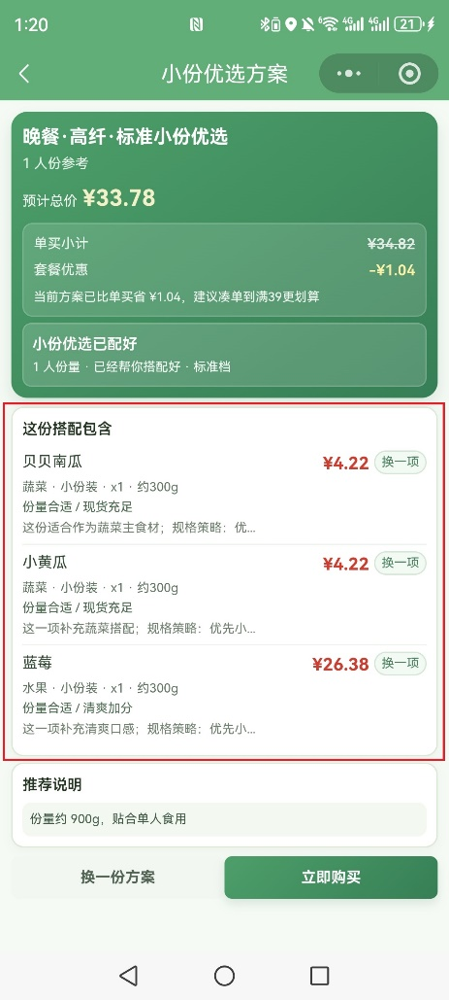 1:20
6
4G
4G
21
小份优选方案
晚餐·高纤·标准小份优选
1 人份参考
预计总价 ¥33.78
单买小计 ¥34.82
套餐优惠 -¥1.04
当前方案已比单买省 ¥1.04，建议凑单到满39更划算
小份优选已配好
1 人份量 · 已经帮你搭配好 · 标准档
这份搭配包含
贝贝南瓜 ¥4.22 换一项
蔬菜 · 小份装 · x1 · 约300g
份量合适 / 现货充足
这份适合作为蔬菜主食材；规格策略：优...
小黄瓜 ¥4.22 换一项
蔬菜 · 小份装 · x1 · 约300g
份量合适 / 现货充足
这一项补充蔬菜搭配；规格策略：优先小...
蓝莓 ¥26.38 换一项
水果 · 小份装 · x1 · 约300g
份量合适 / 清爽加分
这一项补充清爽口感；规格策略：优先小...
推荐说明
份量约 900g，贴合单人食用
换一份方案 立即购买